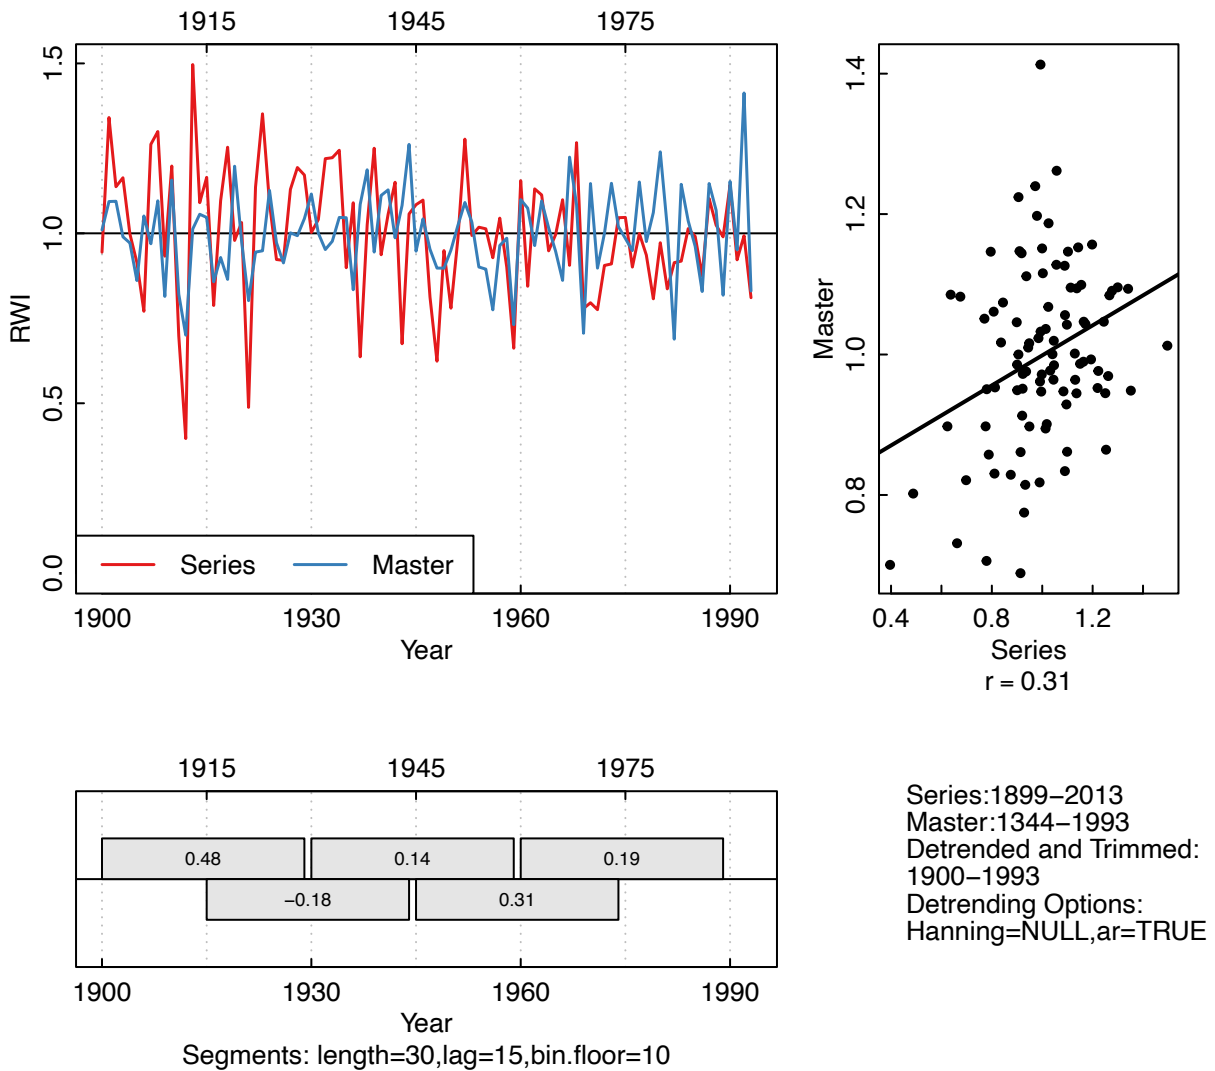 1915 1945 1975
1.5
1.0
0.5
0.0
RWI
Series Master
1900 1930 1960 1990
Year
1.4
1.2
1.0
0.8
Master
0.4 0.8 1.2
Series
r = 0.31
1915 1945 1975
0.48 0.14 0.19
−0.18 0.31
1900 1930 1960 1990
Year
Segments: length=30,lag=15,bin.floor=10
Series:1899−2013
Master:1344−1993
Detrended and Trimmed:
1900−1993
Detrending Options:
Hanning=NULL,ar=TRUE